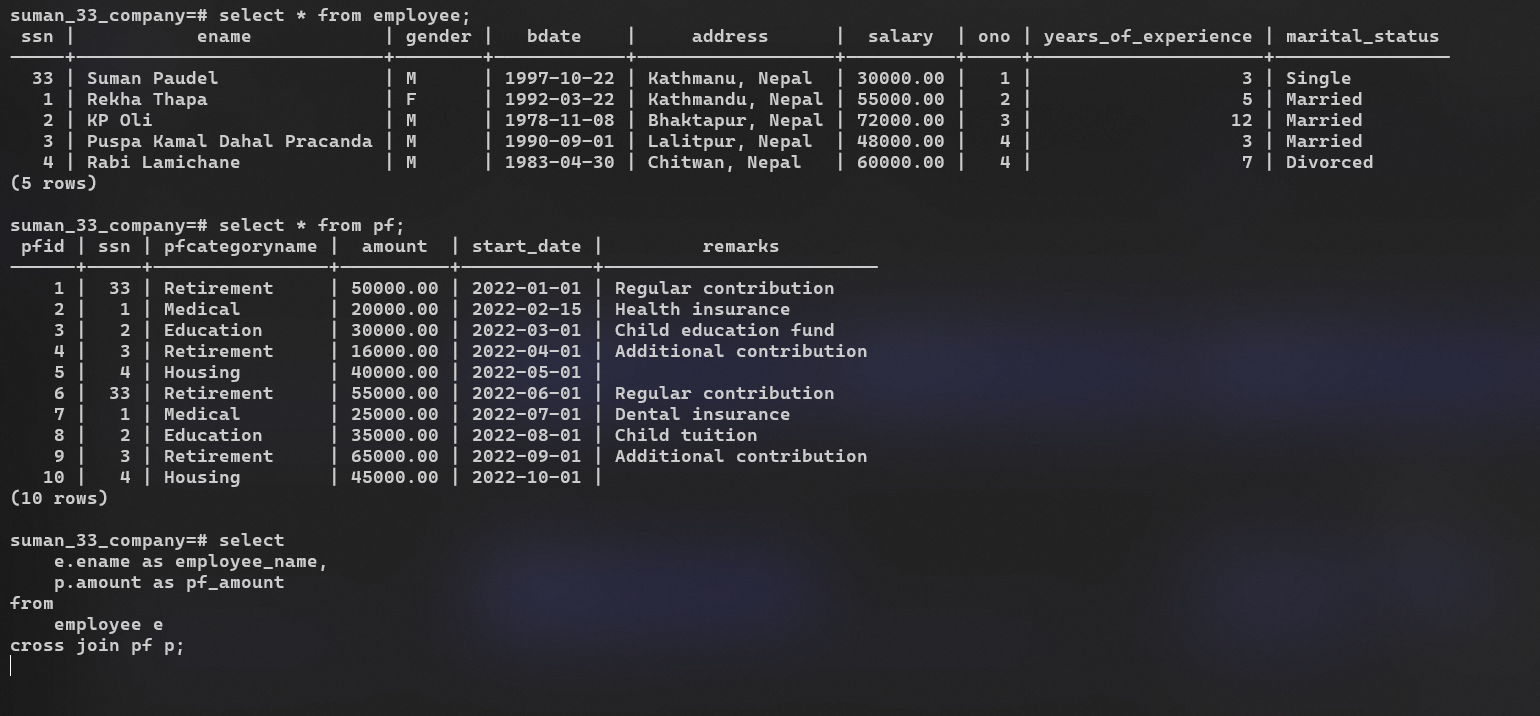 suman_33_company=# select * from employee;
 ssn |           ename            | gender |   bdate    |     address      |  salary  | ono | years_of_experience | marital_status
-----+----------------------------+--------+------------+------------------+----------+-----+---------------------+----------------
  33 | Suman Paudel               | M      | 1997-10-22 | Kathmanu, Nepal  | 30000.00 |   1 |                   3 | Single
   1 | Rekha Thapa                | F      | 1992-03-22 | Kathmandu, Nepal | 55000.00 |   2 |                   5 | Married
   2 | KP Oli                     | M      | 1978-11-08 | Bhaktapur, Nepal | 72000.00 |   3 |                  12 | Married
   3 | Puspa Kamal Dahal Pracanda | M      | 1990-09-01 | Lalitpur, Nepal  | 48000.00 |   4 |                   3 | Married
   4 | Rabi Lamichane             | M      | 1983-04-30 | Chitwan, Nepal   | 60000.00 |   4 |                   7 | Divorced
(5 rows)

suman_33_company=# select * from pf;
 pfid | ssn | pfcategoryname |  amount  | start_date |         remarks
------+-----+----------------+----------+------------+-------------------------
    1 |  33 | Retirement     | 50000.00 | 2022-01-01 | Regular contribution
    2 |   1 | Medical        | 20000.00 | 2022-02-15 | Health insurance
    3 |   2 | Education      | 30000.00 | 2022-03-01 | Child education fund
    4 |   3 | Retirement     | 16000.00 | 2022-04-01 | Additional contribution
    5 |   4 | Housing        | 40000.00 | 2022-05-01 |
    6 |  33 | Retirement     | 55000.00 | 2022-06-01 | Regular contribution
    7 |   1 | Medical        | 25000.00 | 2022-07-01 | Dental insurance
    8 |   2 | Education      | 35000.00 | 2022-08-01 | Child tuition
    9 |   3 | Retirement     | 65000.00 | 2022-09-01 | Additional contribution
   10 |   4 | Housing        | 45000.00 | 2022-10-01 |
(10 rows)

suman_33_company=# select
    e.ename as employee_name,
    p.amount as pf_amount
from
    employee e
cross join pf p;